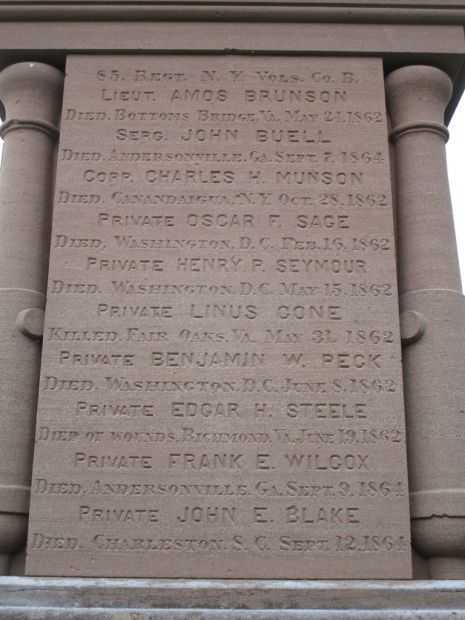 85. REGT. N. Y. VOLS. CO. B.
LIEUT. AMOS BRUNSON
DIED. BOTTOMS BRIDGE, VA. MAY 24, 1862
SERG. JOHN BUELL
DIED. ANDERSONVILLE, GA. SEPT. 7, 1864
CORP. CHARLES H. MUNSON
DIED. CANANDAIGUA, N.Y. OCT. 28, 1862
PRIVATE OSCAR F. SAGE
DIED, WASHINGTON, D.C. FEB. 16, 1862
PRIVATE HENRY P. SEYMOUR
DIED. WASHINGTON, D.C. MAY 15, 1862
PRIVATE LINUS CONE
KILLED. FAIR OAKS, VA. MAY 31, 1862
PRIVATE BENJAMIN W. PECK
DIED. WASHINGTON, D.C. JUNE 8, 1862
PRIVATE EDGAR H. STEELE
DIED OF WOUNDS, RICHMOND, VA. JUNE 19, 1862
PRIVATE FRANK E. WILCOX
DIED. ANDERSONVILLE, GA. SEPT. 9, 1864
PRIVATE JOHN E. BLAKE
DIED. CHARLESTON, S. C. SEPT. 12, 1864